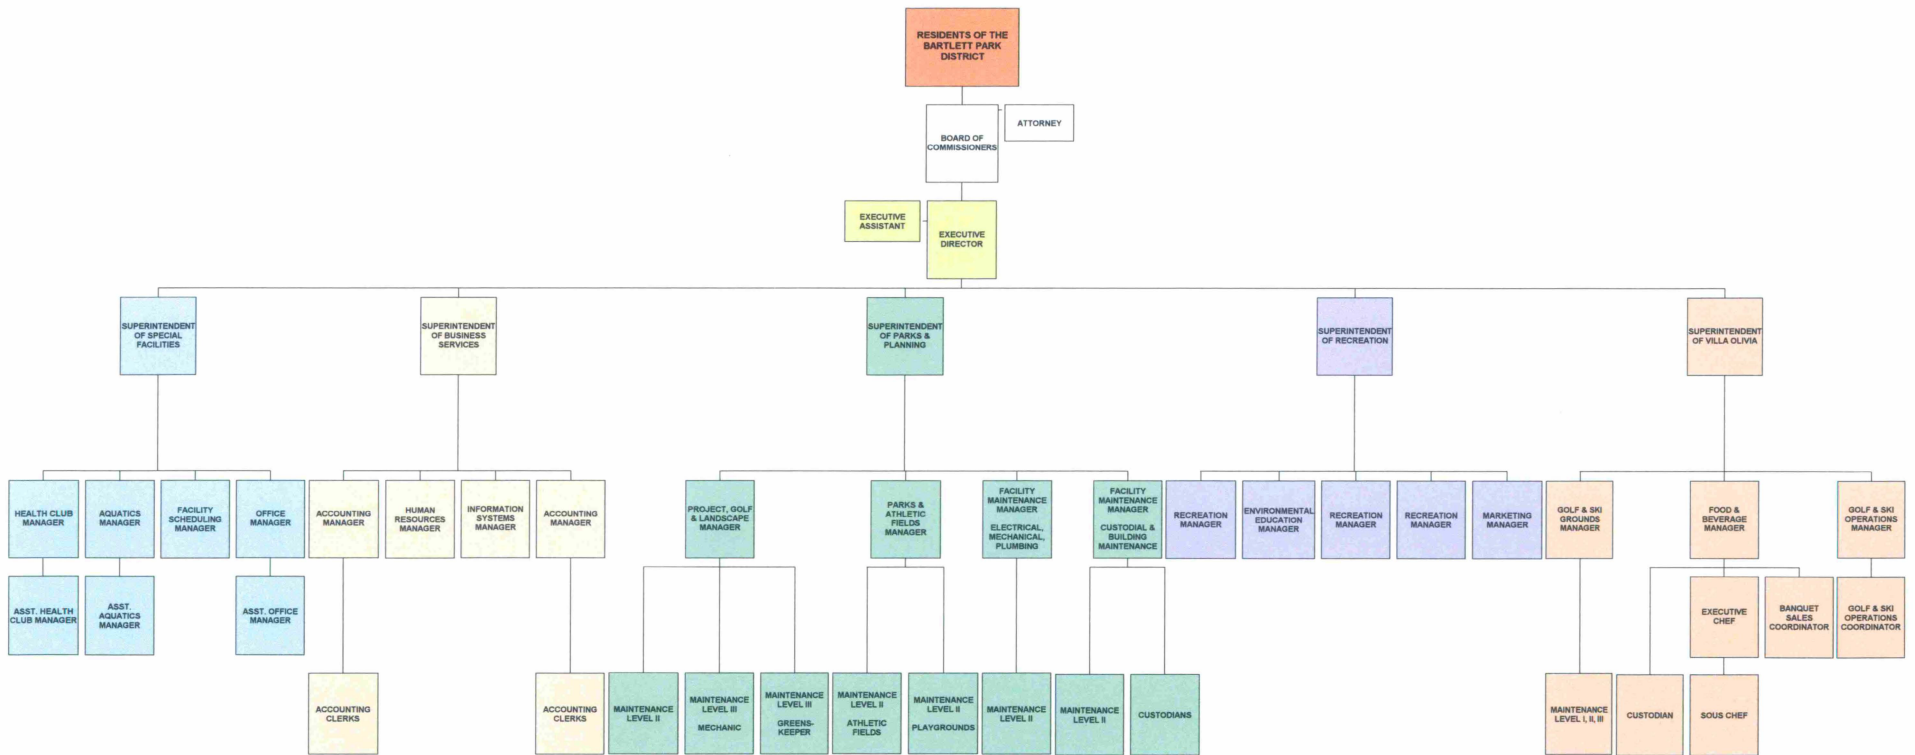 RESIDENTS OF THE
BARTLETT PARK
DISTRICT
BOARD OF
COMMISSIONERS
ATTORNEY
EXECUTIVE
ASSISTANT
EXECUTIVE
DIRECTOR
SUPERINTENDENT
OF SPECIAL
FACILITIES
SUPERINTENDENT
OF BUSINESS
SERVICES
SUPERINTENDENT
OF PARKS &
PLANNING
SUPERINTENDENT
OF RECREATION
SUPERINTENDENT
OF VILLA OLIVIA
HEALTH CLUB
MANAGER
AQUATICS
MANAGER
FACILITY
SCHEDULING
MANAGER
OFFICE
MANAGER
ACCOUNTING
MANAGER
HUMAN
RESOURCES
MANAGER
INFORMATION
SYSTEMS
MANAGER
ACCOUNTING
MANAGER
PROJECT, GOLF
& LANDSCAPE
MANAGER
PARKS &
ATHLETIC
FIELDS
MANAGER
FACILITY
MAINTENANCE
MANAGER
ELECTRICAL,
MECHANICAL,
PLUMBING
FACILITY
MAINTENANCE
MANAGER
CUSTODIAL &
BUILDING
MAINTENANCE
RECREATION
MANAGER
ENVIRONMENTAL
EDUCATION
MANAGER
RECREATION
MANAGER
RECREATION
MANAGER
MARKETING
MANAGER
GOLF & SKI
GROUNDS
MANAGER
FOOD &
BEVERAGE
MANAGER
GOLF & SKI
OPERATIONS
MANAGER
ASST. HEALTH
CLUB MANAGER
ASST.
AQUATICS
MANAGER
ASST. OFFICE
MANAGER
EXECUTIVE
CHEF
BANQUET
SALES
COORDINATOR
GOLF & SKI
OPERATIONS
COORDINATOR
ACCOUNTING
CLERKS
ACCOUNTING
CLERKS
MAINTENANCE
LEVEL II
MAINTENANCE
LEVEL III
MECHANIC
MAINTENANCE
LEVEL III
GREENS-
KEEPER
MAINTENANCE
LEVEL II
ATHLETIC
FIELDS
MAINTENANCE
LEVEL II
PLAYGROUNDS
MAINTENANCE
LEVEL II
MAINTENANCE
LEVEL II
CUSTODIANS
MAINTENANCE
LEVEL I, II, III
CUSTODIAN
SOUS CHEF